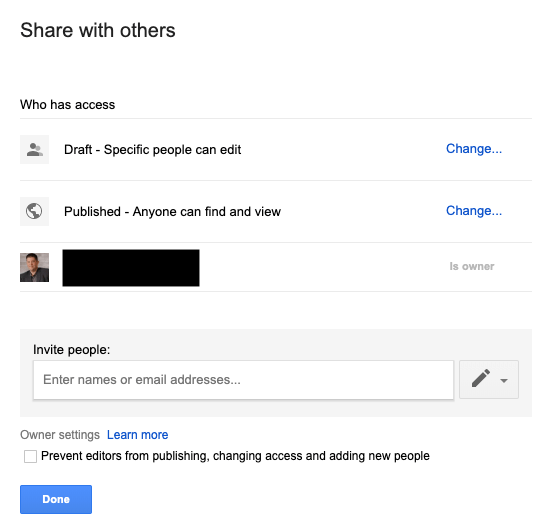 Share with others
Who has access
Draft - Specific people can edit
Change...
Published - Anyone can find and view
Change...
Is owner
Invite people:
Enter names or email addresses...
Owner settings Learn more
Prevent editors from publishing, changing access and adding new people
Done